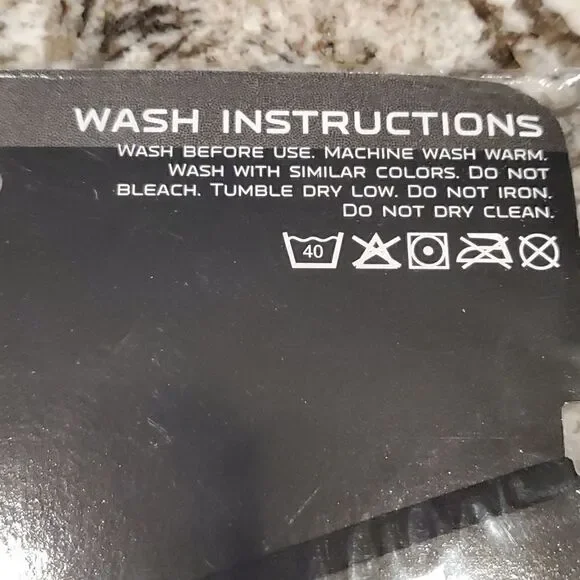 WASH INSTRUCTIONS
WASH BEFORE USE. MACHINE WASH WARM.
WASH WITH SIMILAR COLORS. DO NOT
BLEACH. TUMBLE DRY LOW. DO NOT IRON.
DO NOT DRY CLEAN.
40